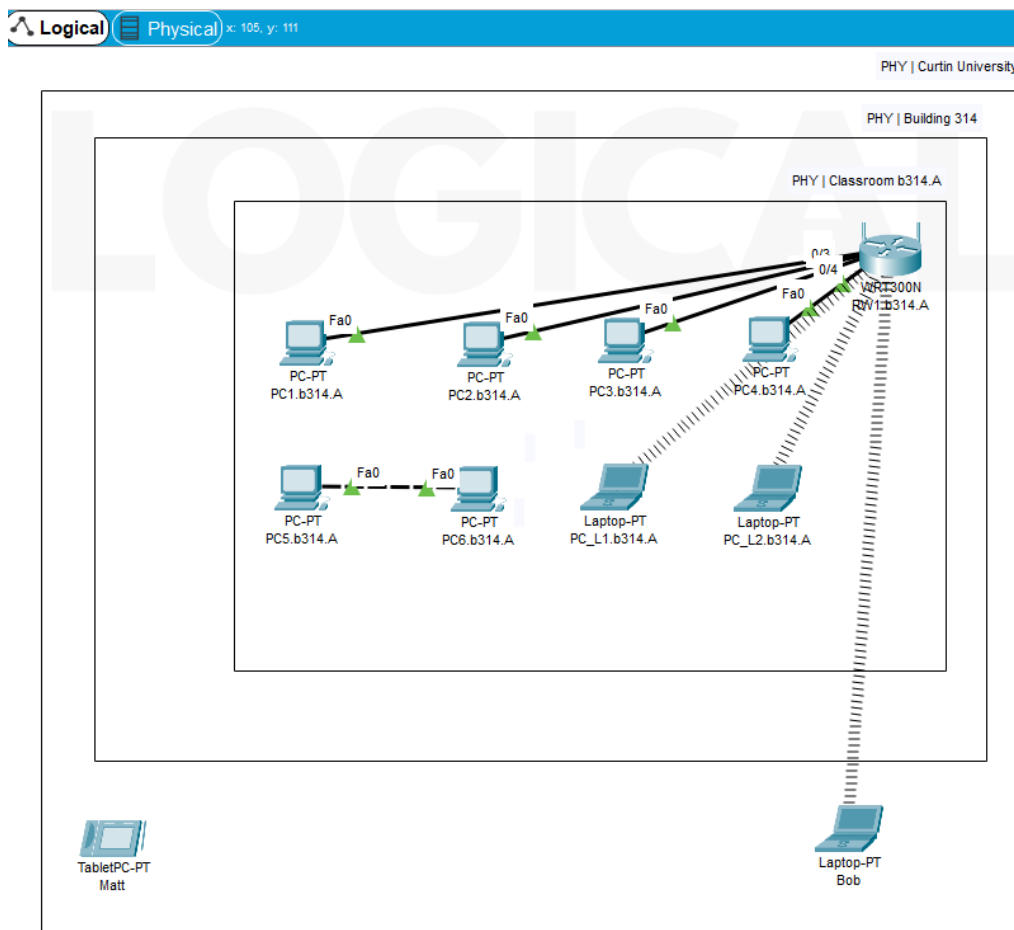 Logical
Physical
x: 105, y: 111
PHY | Curtin University
LOGICAL
PHY | Building 314
PHY | Classroom b314.A
0/3
0/4
WRT300N
RW1.b314.A
Fa0
Fa0
Fa0
Fa0
PC-PT
PC1.b314.A
PC-PT
PC2.b314.A
PC-PT
PC3.b314.A
PC-PT
PC4.b314.A
Fa0
Fa0
PC-PT
PC5.b314.A
PC-PT
PC6.b314.A
Laptop-PT
PC_L1.b314.A
Laptop-PT
PC_L2.b314.A
TabletPC-PT
Matt
Laptop-PT
Bob